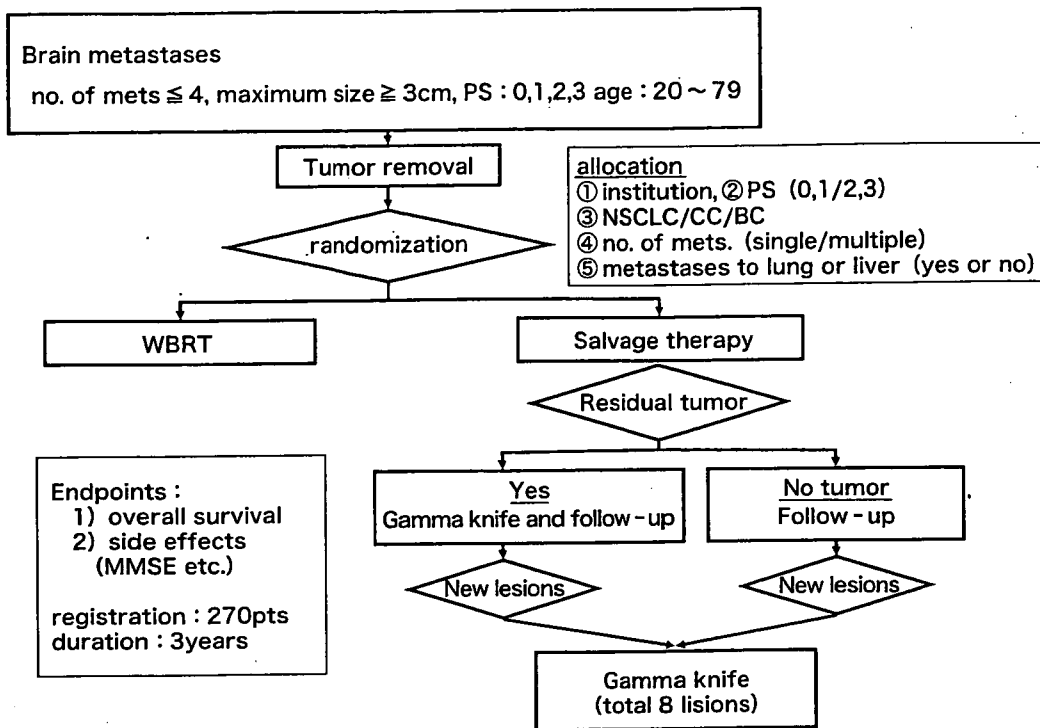 Brain metastases
no. of mets ≦ 4, maximum size ≧ 3cm, PS : 0,1,2,3 age : 20 ~ 79
Tumor removal
allocation
① institution, ② PS (0,1/2,3)
③ NSCLC/CC/BC
④ no. of mets. (single/multiple)
⑤ metastases to lung or liver (yes or no)
randomization
WBRT
Salvage therapy
Residual tumor
Endpoints :
1) overall survival
2) side effects
(MMSE etc.)
registration : 270pts
duration : 3years
Yes
Gamma knife and follow-up
No tumor
Follow-up
New lesions
New lesions
Gamma knife
(total 8 lisions)